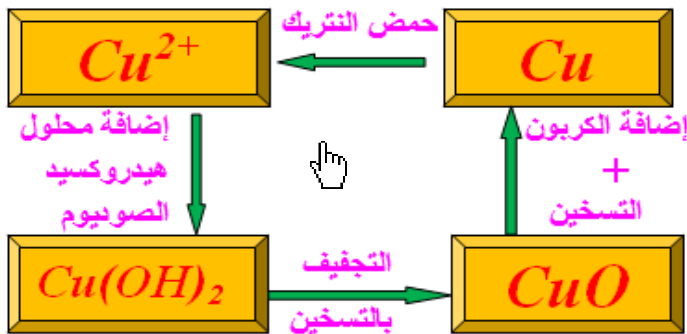 حمض النتريك
Cu²⁺
Cu
إضافة محلول
هيدروكسيد
الصوديوم
إضافة الكربون
+
التسخين
Cu(OH)₂
التجفيف
بالتسخين
CuO